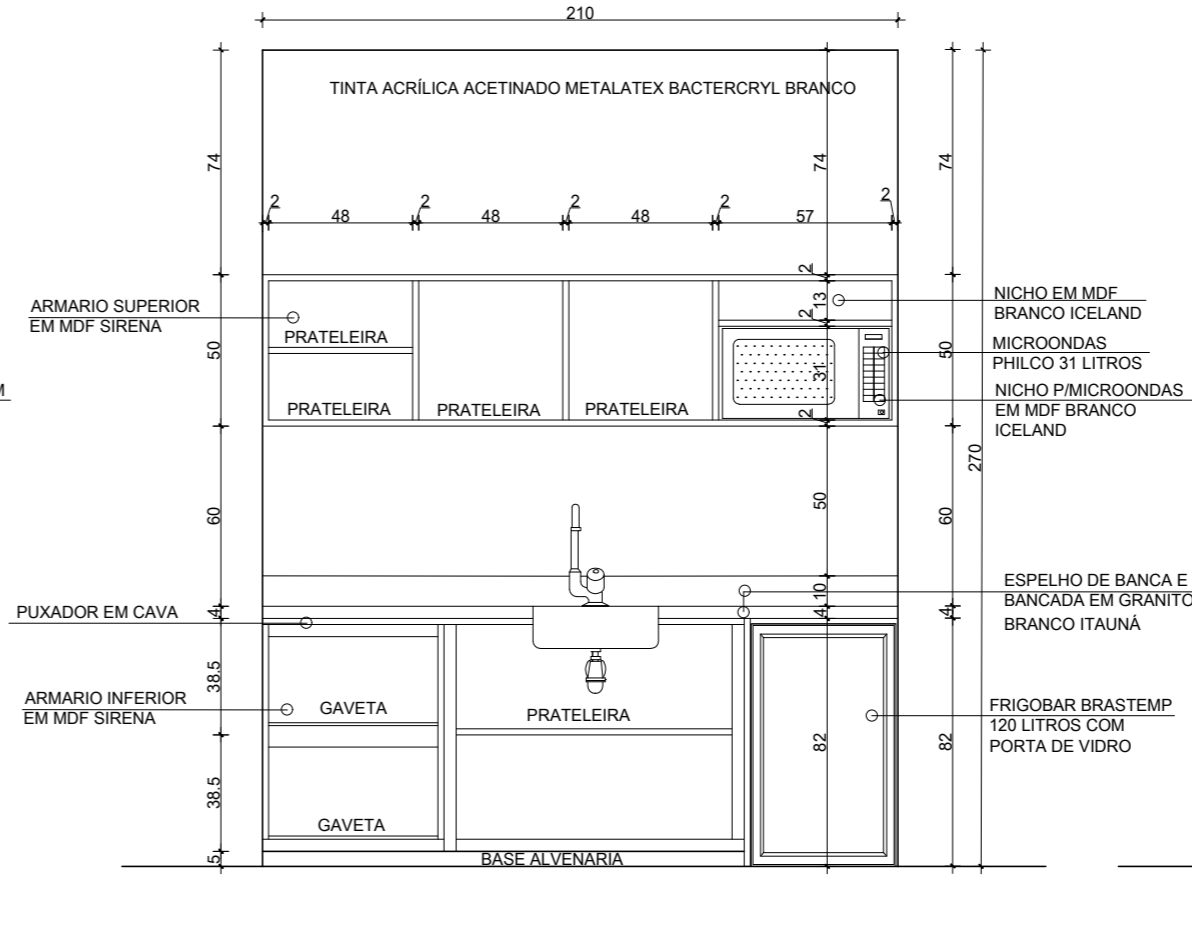 210
TINTA ACRÍLICA ACETINADO METALATEX BACTERCRYL BRANCO
74
74
74
2
48
2
48
2
48
2
57
2
ARMARIO SUPERIOR
EM MDF SIRENA
50
PRATELEIRA
PRATELEIRA
PRATELEIRA
PRATELEIRA
2
13
2
31
2
50
NICHO EM MDF
BRANCO ICELAND
MICROONDAS
PHILCO 31 LITROS
NICHO P/MICROONDAS
EM MDF BRANCO
ICELAND
M
270
60
50
60
PUXADOR EM CAVA
4
10
4
4
ESPELHO DE BANCA E
BANCADA EM GRANITO
BRANCO ITAUNÁ
38.5
ARMARIO INFERIOR
EM MDF SIRENA
GAVETA
PRATELEIRA
82
82
FRIGOBAR BRASTEMP
120 LITROS COM
PORTA DE VIDRO
38.5
GAVETA
5
BASE ALVENARIA